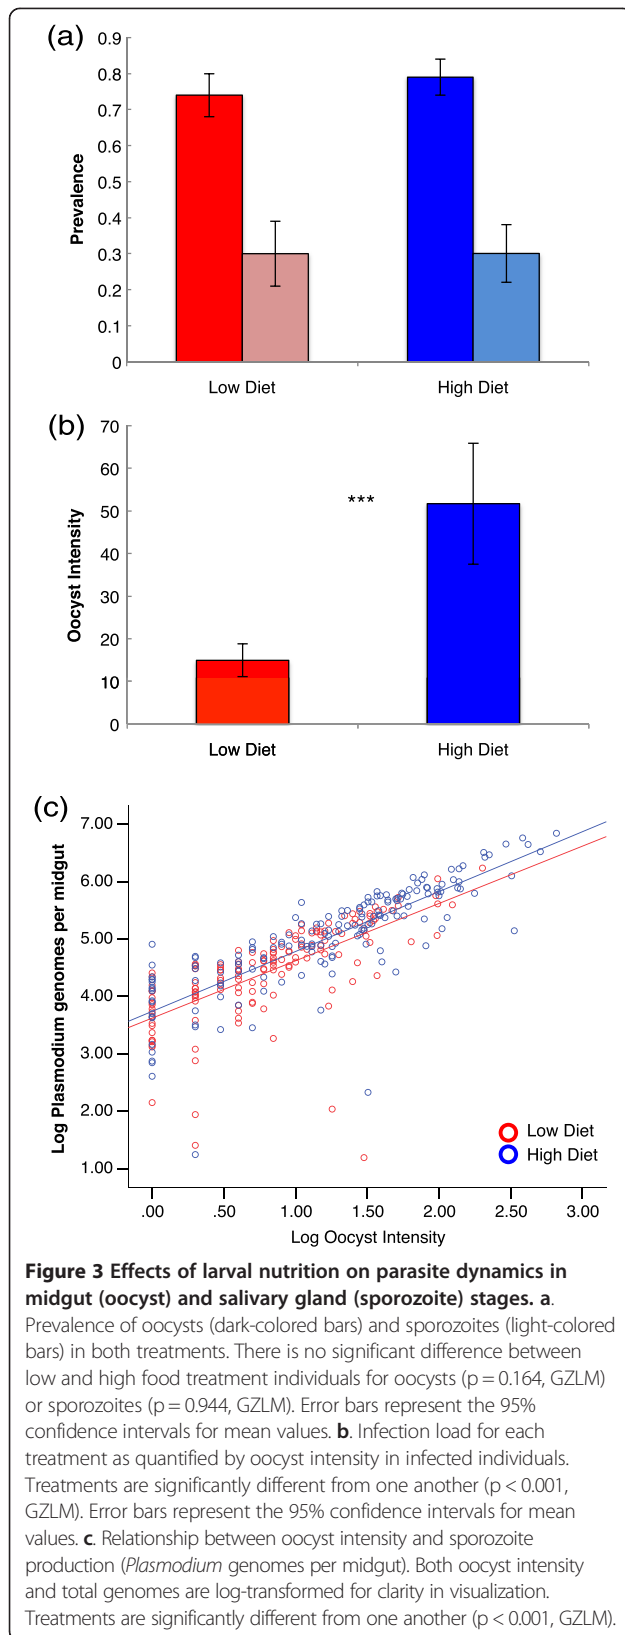 (a)
0.9
0.8
0.7
0.6
0.5
0.4
0.3
0.2
0.1
0
Prevalence
Low Diet High Diet
(b)
70
60
50
40
30
20
10
0
Oocyst Intensity
***
Low Diet High Diet
(c)
7.00
6.00
5.00
4.00
3.00
2.00
1.00
Log Plasmodium genomes per midgut
Low Diet
High Diet
.00 .50 1.00 1.50 2.00 2.50 3.00
Log Oocyst Intensity
Figure 3 Effects of larval nutrition on parasite dynamics in
midgut (oocyst) and salivary gland (sporozoite) stages. a.
Prevalence of oocysts (dark-colored bars) and sporozoites (light-colored
bars) in both treatments. There is no significant difference between
low and high food treatment individuals for oocysts (p = 0.164, GZLM)
or sporozoites (p = 0.944, GZLM). Error bars represent the 95%
confidence intervals for mean values. b. Infection load for each
treatment as quantified by oocyst intensity in infected individuals.
Treatments are significantly different from one another (p < 0.001,
GZLM). Error bars represent the 95% confidence intervals for mean
values. c. Relationship between oocyst intensity and sporozoite
production (Plasmodium genomes per midgut). Both oocyst intensity
and total genomes are log-transformed for clarity in visualization.
Treatments are significantly different from one another (p < 0.001, GZLM).